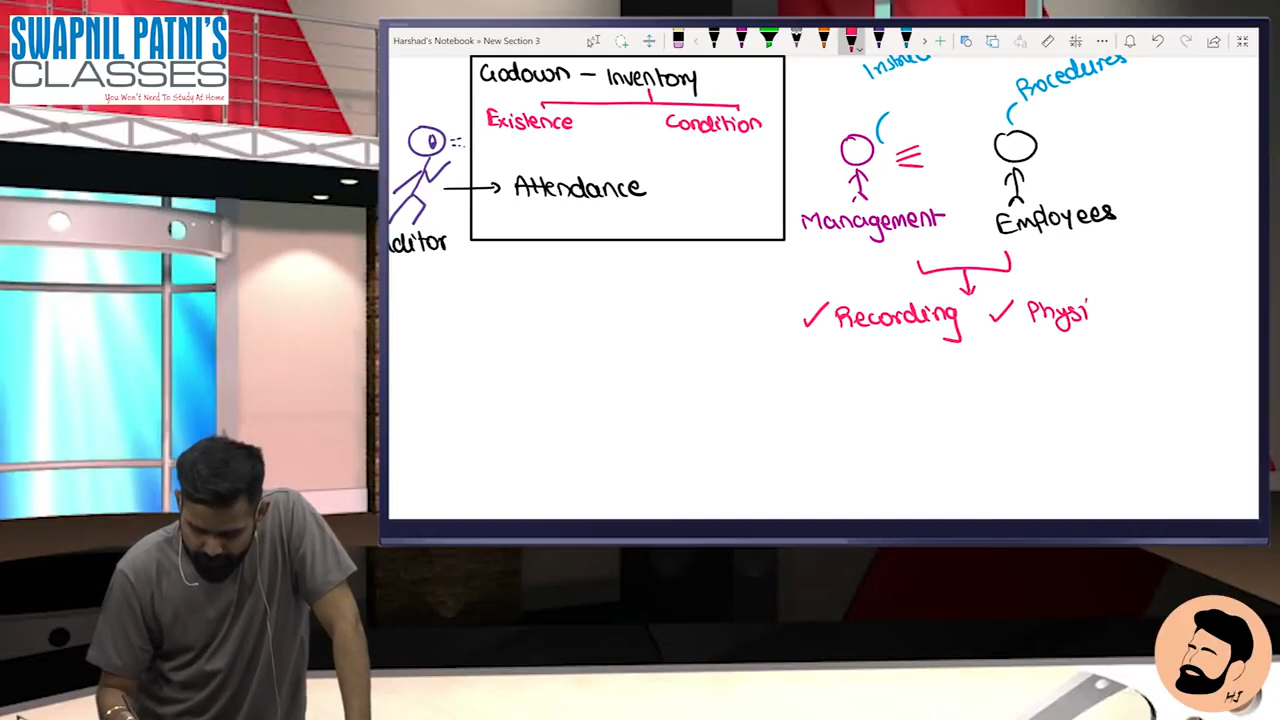 SWAPNIL PATNI'S
CLASSES
You Won't Need To Study At Home
Harshad's Notebook » New Section 3
Godown - Inventory
Existence
Condition
Attendance
Procedures
Management
Employees
✓ Recording ✓ Physi
HJ